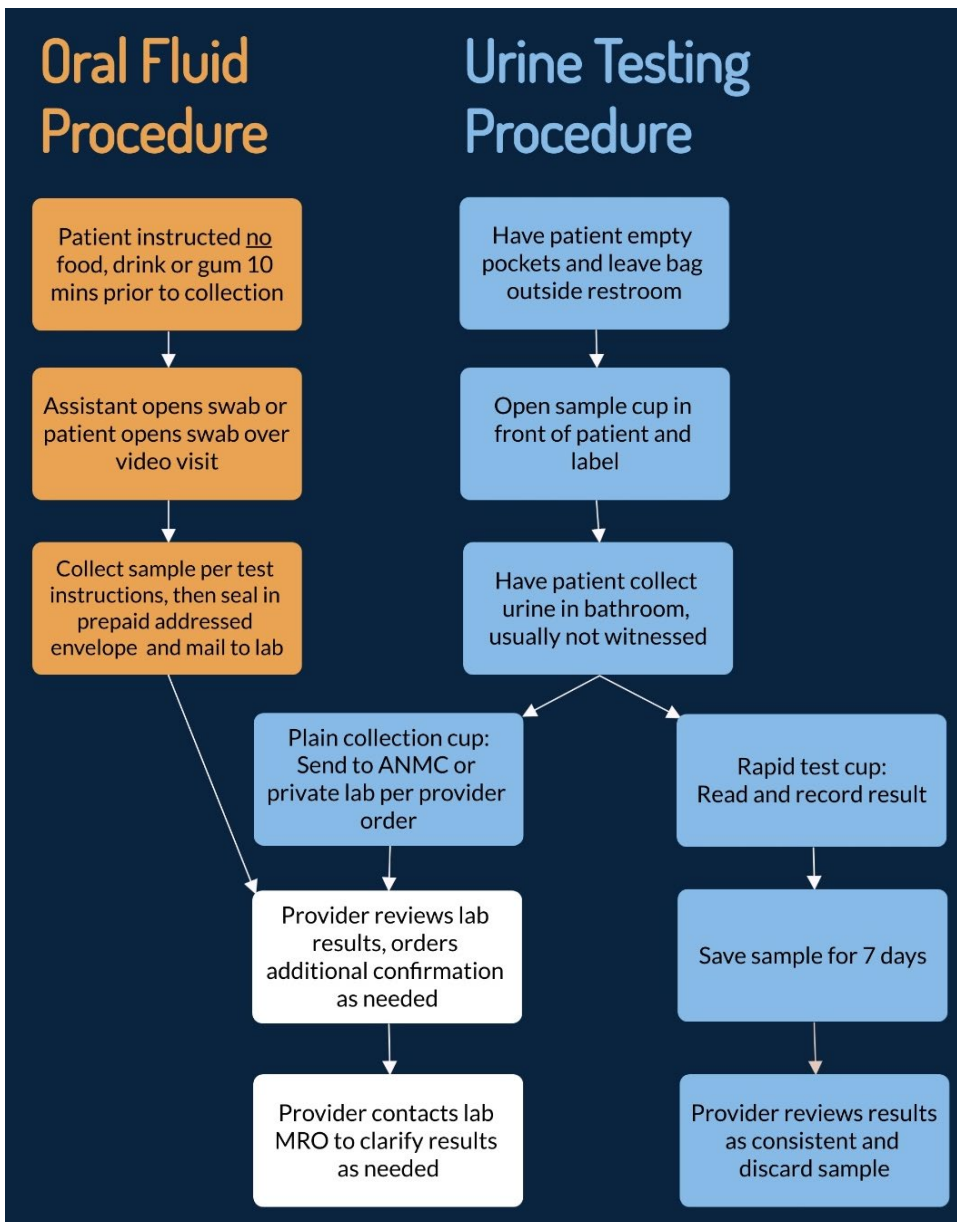 Oral Fluid
Procedure
Patient instructed no
food, drink or gum 10
mins prior to collection
Assistant opens swab or
patient opens swab over
video visit
Collect sample per test
instructions, then seal in
prepaid addressed
envelope and mail to lab
Urine Testing
Procedure
Have patient empty
pockets and leave bag
outside restroom
Open sample cup in
front of patient and
label
Have patient collect
urine in bathroom,
usually not witnessed
Plain collection cup:
Send to ANMC or
private lab per provider
order
Provider reviews lab
results, orders
additional confirmation
as needed
Provider contacts lab
MRO to clarify results
as needed
Rapid test cup:
Read and record result
Save sample for 7 days
Provider reviews results
as consistent and
discard sample